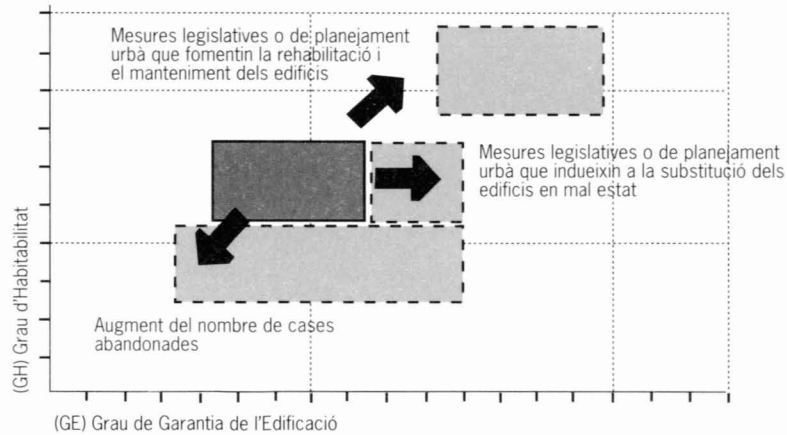 Mesures legislatives o de planejament
urbà que fomentin la rehabilitació i
el manteniment dels edificis
Mesures legislatives o de planejament
urbà que indueixin a la substitució dels
edificis en mal estat
Augment del nombre de cases
abandonades
(GH) Grau d'Habitabilitat
(GE) Grau de Garantia de l'Edificació